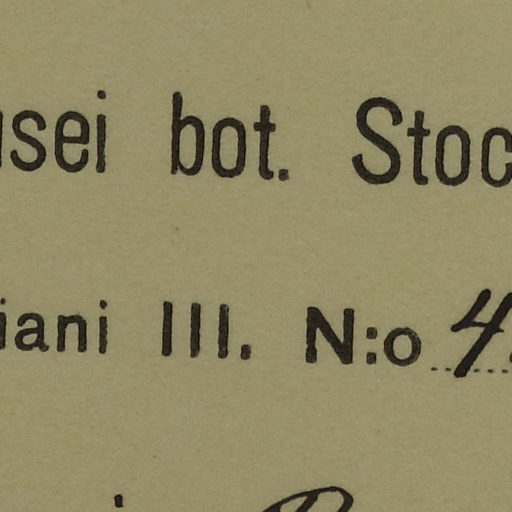 usei bot. Stoc
iani III. N:o 4